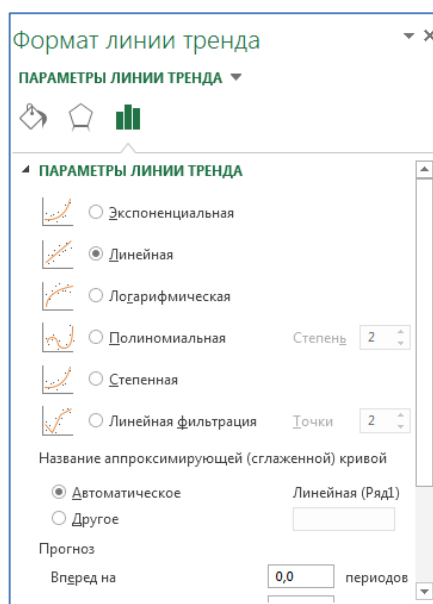 Формат линии тренда
ПАРАМЕТРЫ ЛИНИИ ТРЕНДА
ПАРАМЕТРЫ ЛИНИИ ТРЕНДА
Экспоненциальная
Линейная
Логарифмическая
Полиномиальная Степень 2
Степенная
Линейная фильтрация Точки 2
Название аппроксимирующей (сглаженной) кривой
Автоматическое Линейная (Ряд1)
Другое
Прогноз
Вперед на 0,0 периодов